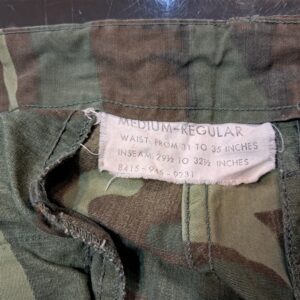 MEDIUM-REGULAR
WAIST: FROM 31 TO 35 INCHES
INSEAM: 29½ TO 32½ INCHES
8415-945-0231